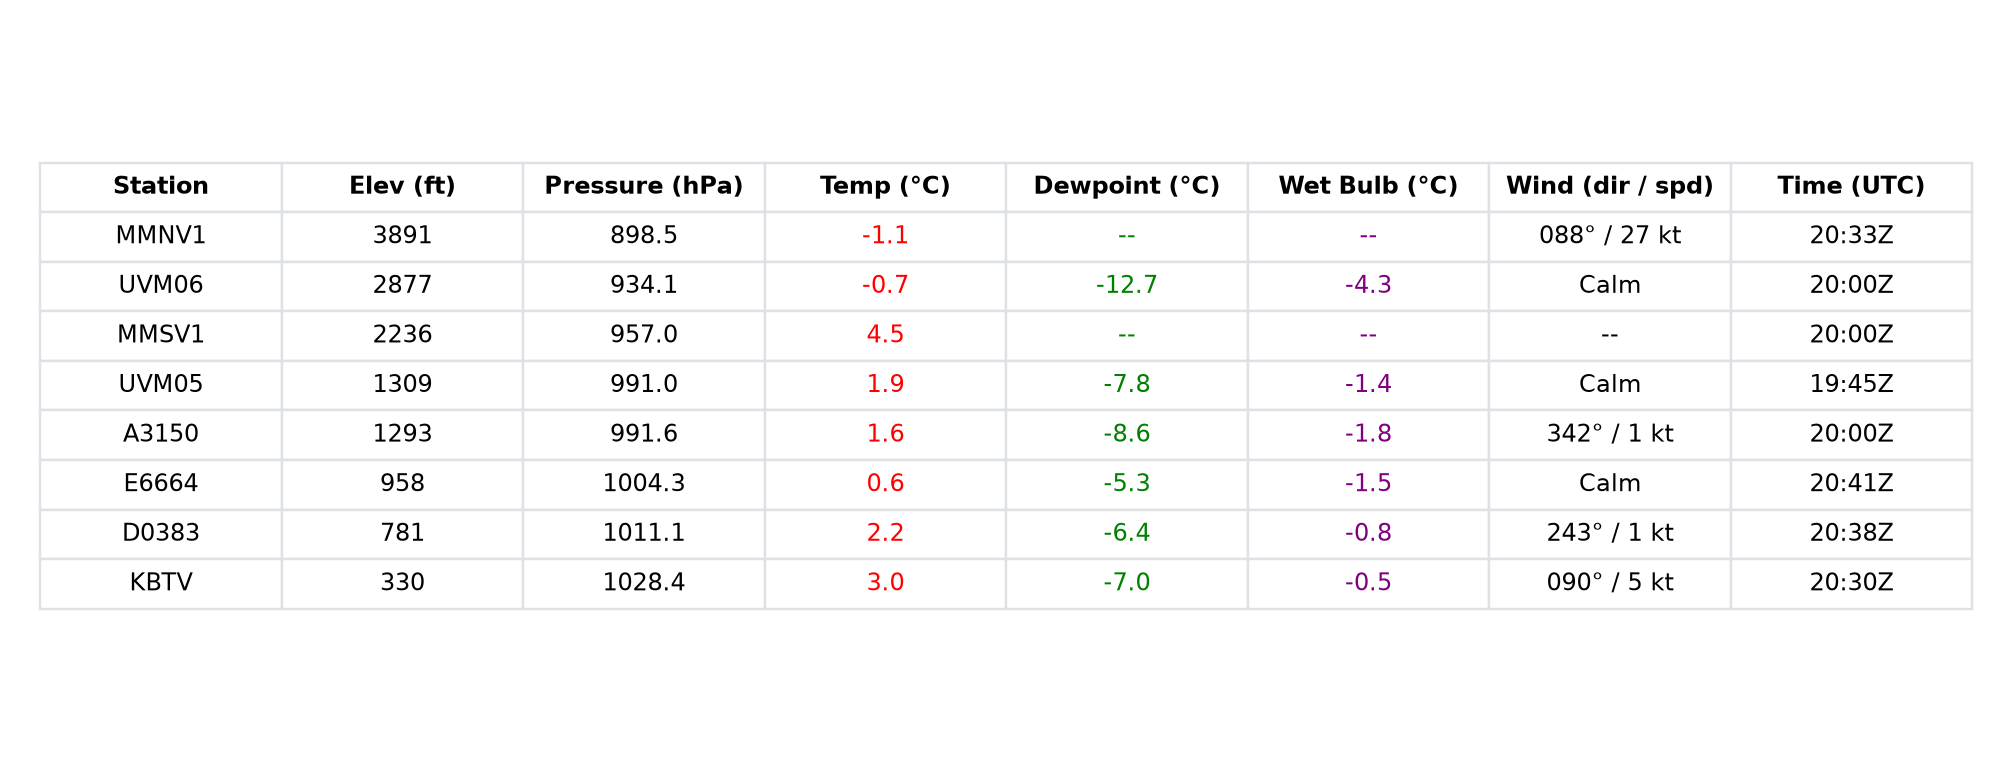 Station Elev (ft) Pressure (hPa) Temp (°C) Dewpoint (°C) Wet Bulb (°C) Wind (dir / spd) Time (UTC)
MMNV1 3891 898.5 -1.1 -- -- 088° / 27 kt 20:33Z
UVM06 2877 934.1 -0.7 -12.7 -4.3 Calm 20:00Z
MMSV1 2236 957.0 4.5 -- -- -- 20:00Z
UVM05 1309 991.0 1.9 -7.8 -1.4 Calm 19:45Z
A3150 1293 991.6 1.6 -8.6 -1.8 342° / 1 kt 20:00Z
E6664 958 1004.3 0.6 -5.3 -1.5 Calm 20:41Z
D0383 781 1011.1 2.2 -6.4 -0.8 243° / 1 kt 20:38Z
KBTV 330 1028.4 3.0 -7.0 -0.5 090° / 5 kt 20:30Z